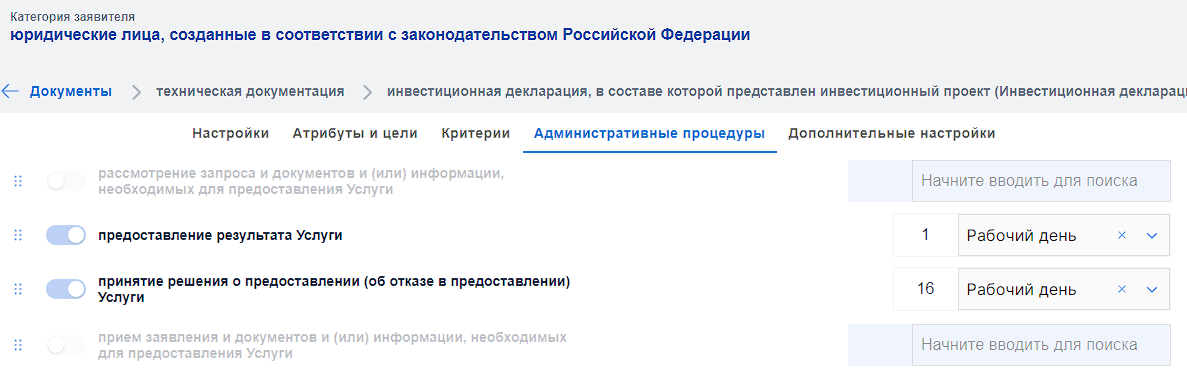 Категория заявителя
юридические лица, созданные в соответствии с законодательством Российской Федерации
Документы техническая документация инвестиционная декларация, в составе которой представлен инвестиционный проект (Инвестиционная деклараци
Настройки Атрибуты и цели Критерии Административные процедуры Дополнительные настройки
рассмотрение запроса и документов и (или) информации,
необходимых для предоставления Услуги
Начните вводить для поиска
предоставление результата Услуги
1 Рабочий день
принятие решения о предоставлении (об отказе в предоставлении)
Услуги
16 Рабочий день
прием заявления и документов и (или) информации, необходимых
для предоставления Услуги
Начните вводить для поиска